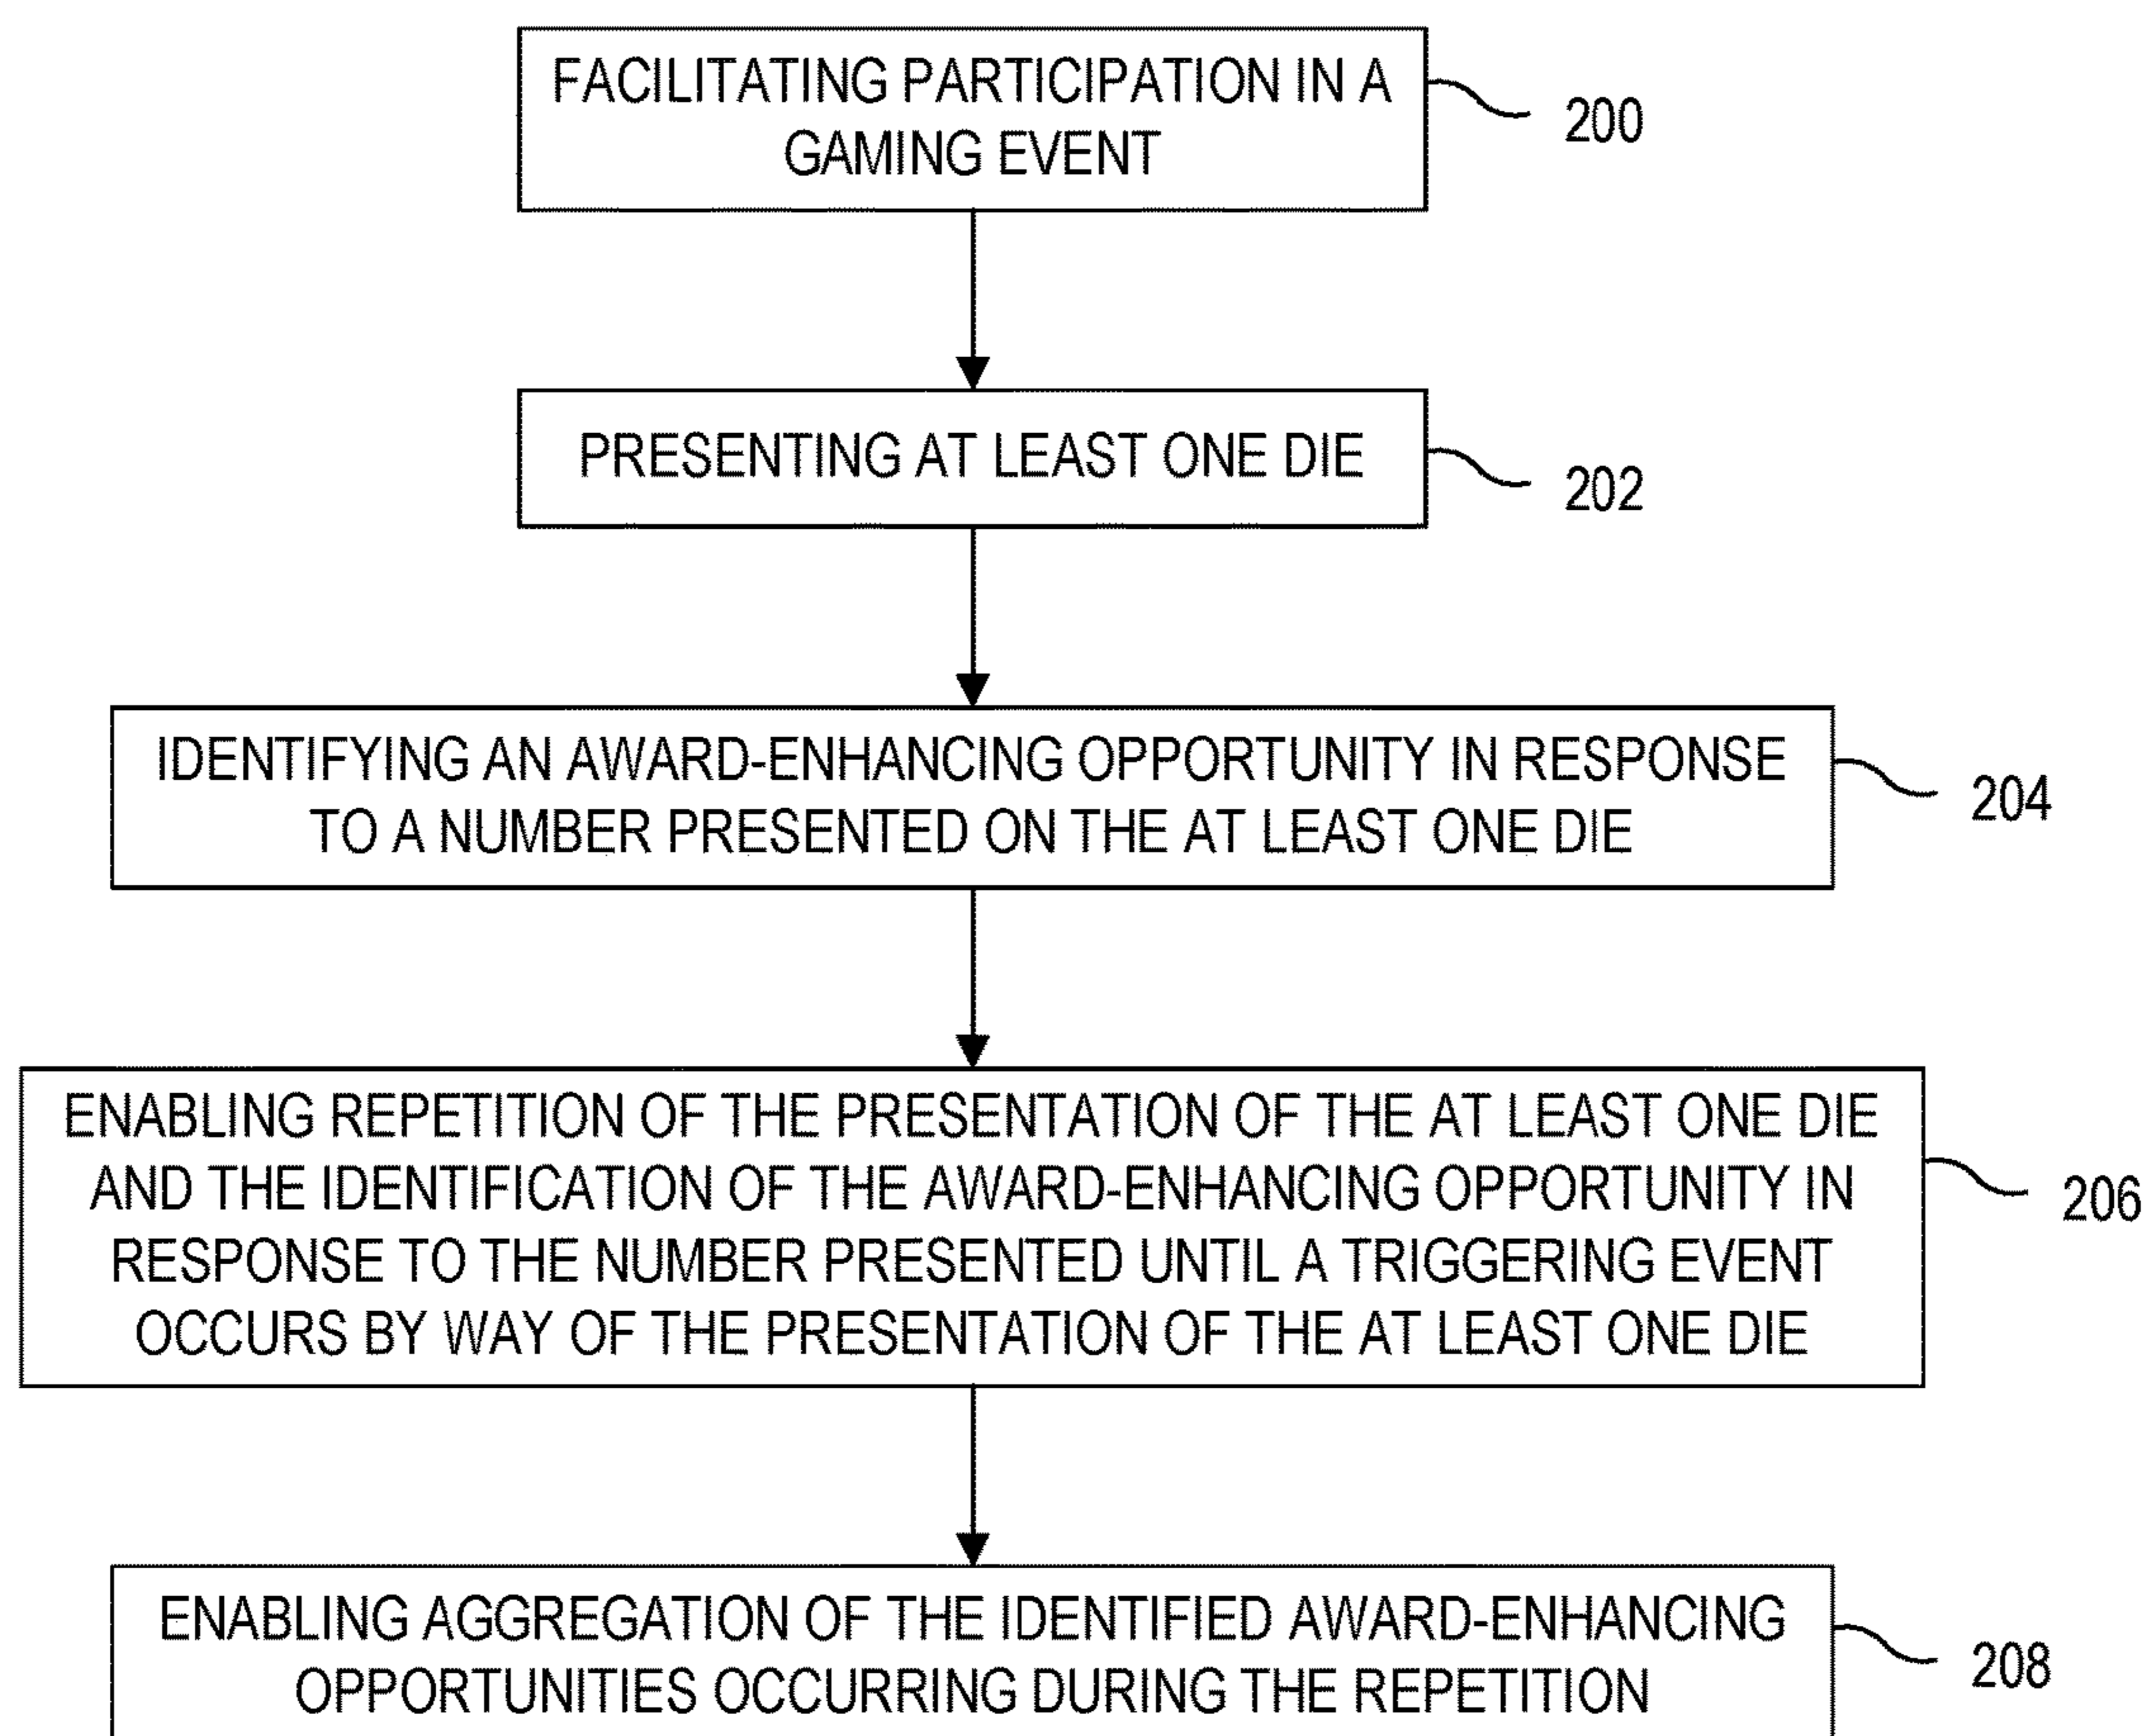 FACILITATING PARTICIPATION IN A
GAMING EVENT
200
PRESENTING AT LEAST ONE DIE
202
IDENTIFYING AN AWARD-ENHANCING OPPORTUNITY IN RESPONSE
TO A NUMBER PRESENTED ON THE AT LEAST ONE DIE
204
ENABLING REPETITION OF THE PRESENTATION OF THE AT LEAST ONE DIE
AND THE IDENTIFICATION OF THE AWARD-ENHANCING OPPORTUNITY IN
RESPONSE TO THE NUMBER PRESENTED UNTIL A TRIGGERING EVENT
OCCURS BY WAY OF THE PRESENTATION OF THE AT LEAST ONE DIE
206
ENABLING AGGREGATION OF THE IDENTIFIED AWARD-ENHANCING
OPPORTUNITIES OCCURRING DURING THE REPETITION
208